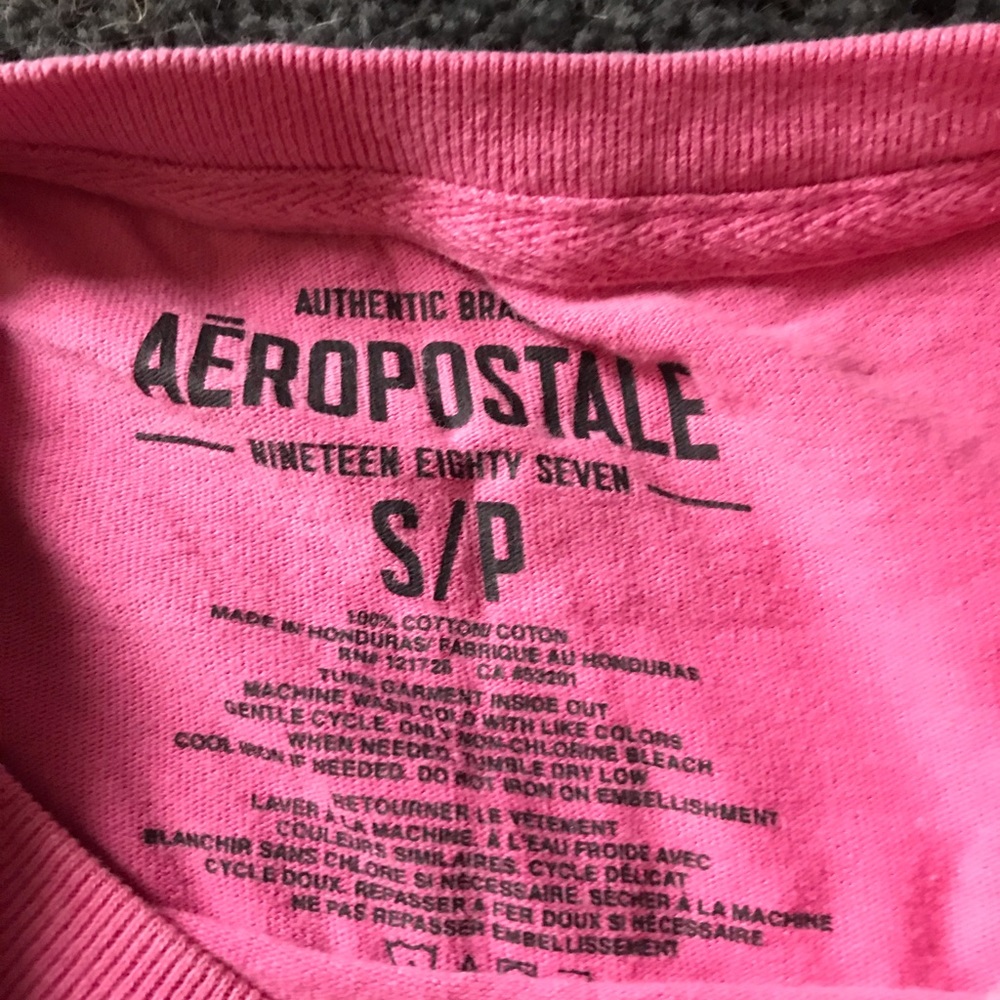 AUTHENTIC
AĒROPOSTALE
NINETEEN EIGHTY SEVEN
S/P
100% COTTON/ COTON
MADE IN HONDURAS/ FABRIQUE AU HONDURAS
RN# 121728 CA #53201
TURN GARMENT INSIDE OUT
MACHINE WASH COLD WITH LIKE COLORS
GENTLE CYCLE. ONLY NON-CHLORINE BLEACH
WHEN NEEDED. TUMBLE DRY LOW
COOL IRON IF NEEDED. DO NOT IRON ON EMBELLISHMENT
RETOURNER LE VÊTEMENT
LAVER À LA MACHINE, À L'EAU FROIDE AVEC
COULEURS SIMILAIRES. CYCLE DÉLICAT
BLANCHIR SANS CHLORE SI NÉCESSAIRE. SÉCHER À LA MACHINE
CYCLE DOUX. REPASSER À FER DOUX SI NÉCESSAIRE
NE PAS REPASSER EMBELLISSEMENT